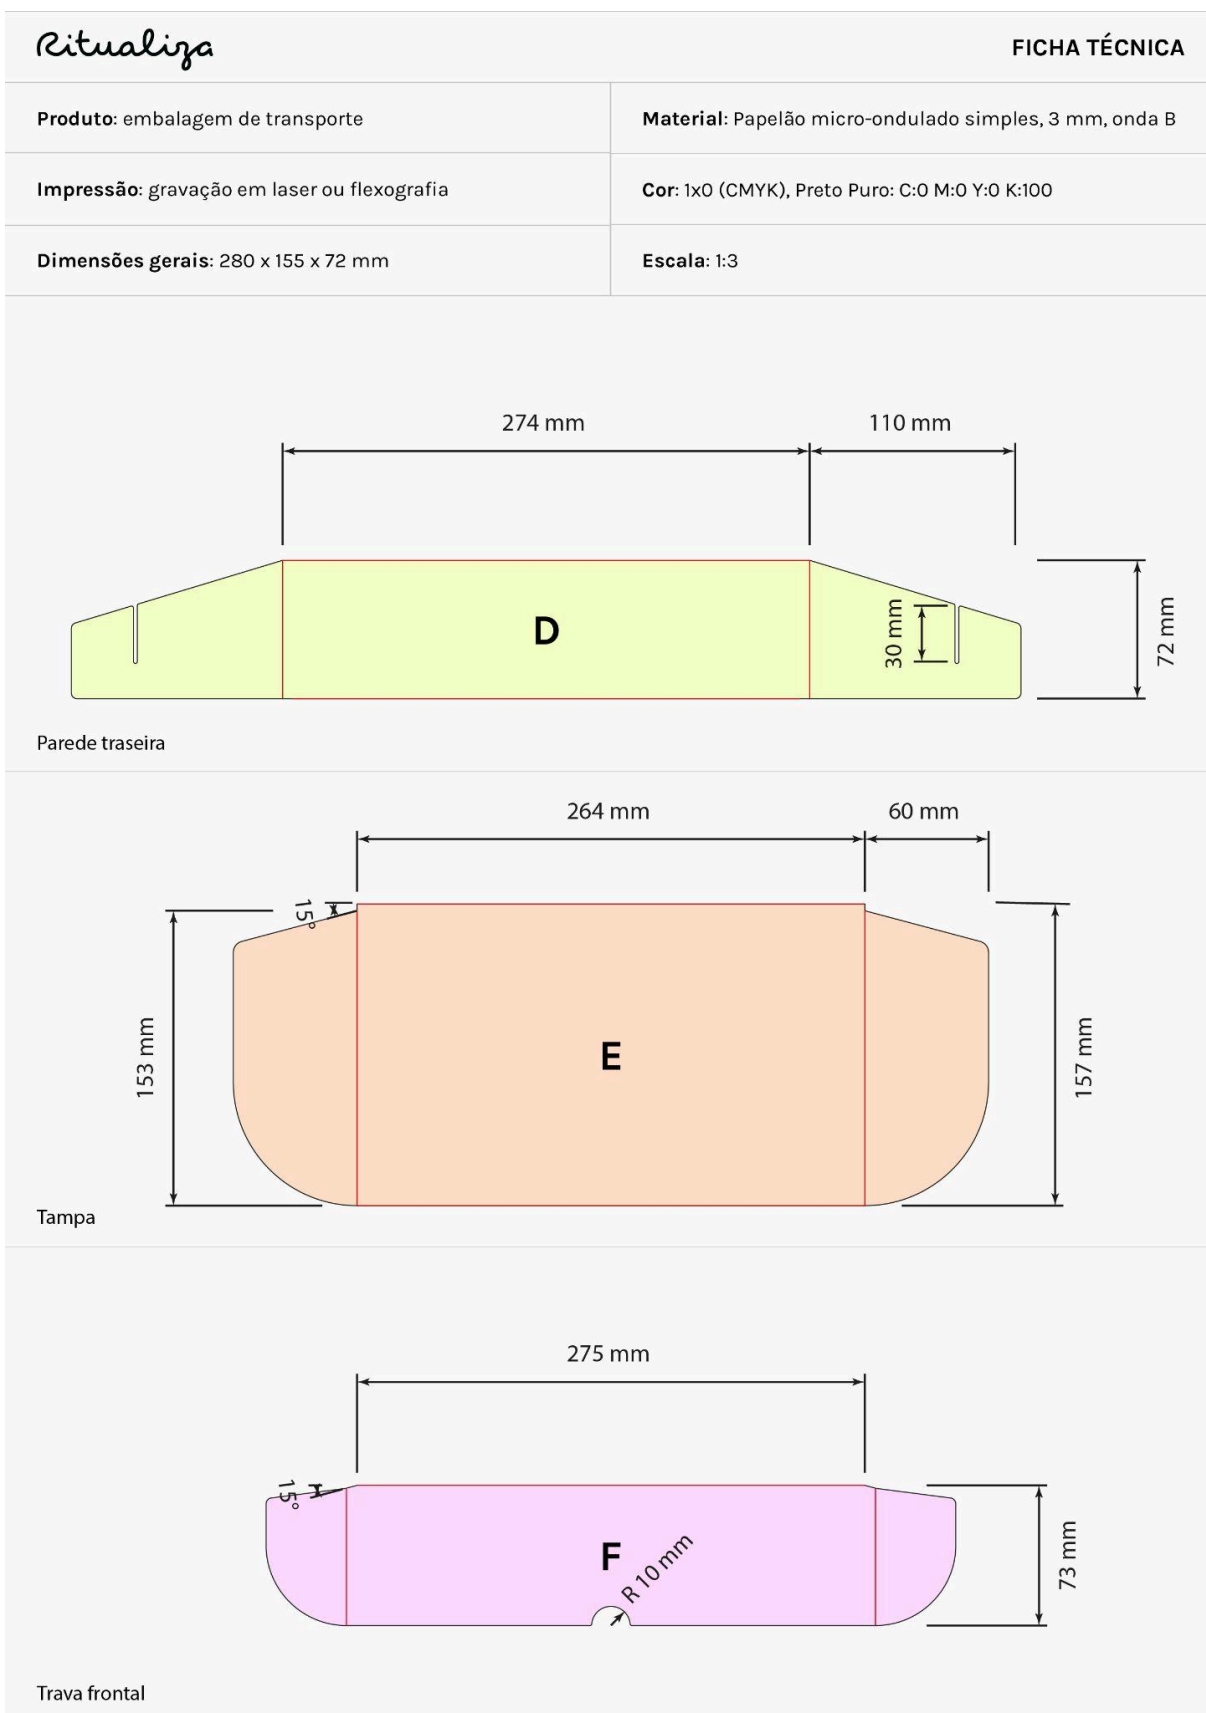 Ritualiza
FICHA TÉCNICA
Produto: embalagem de transporte
Material: Papelão micro-ondulado simples, 3 mm, onda B
Impressão: gravação em laser ou flexografia
Cor: 1x0 (CMYK), Preto Puro: C:0 M:0 Y:0 K:100
Dimensões gerais: 280 x 155 x 72 mm
Escala: 1:3
274 mm
110 mm
D
30 mm
72 mm
Parede traseira
264 mm
60 mm
15°
153 mm
E
157 mm
Tampa
275 mm
15°
F
R 10 mm
73 mm
Trava frontal